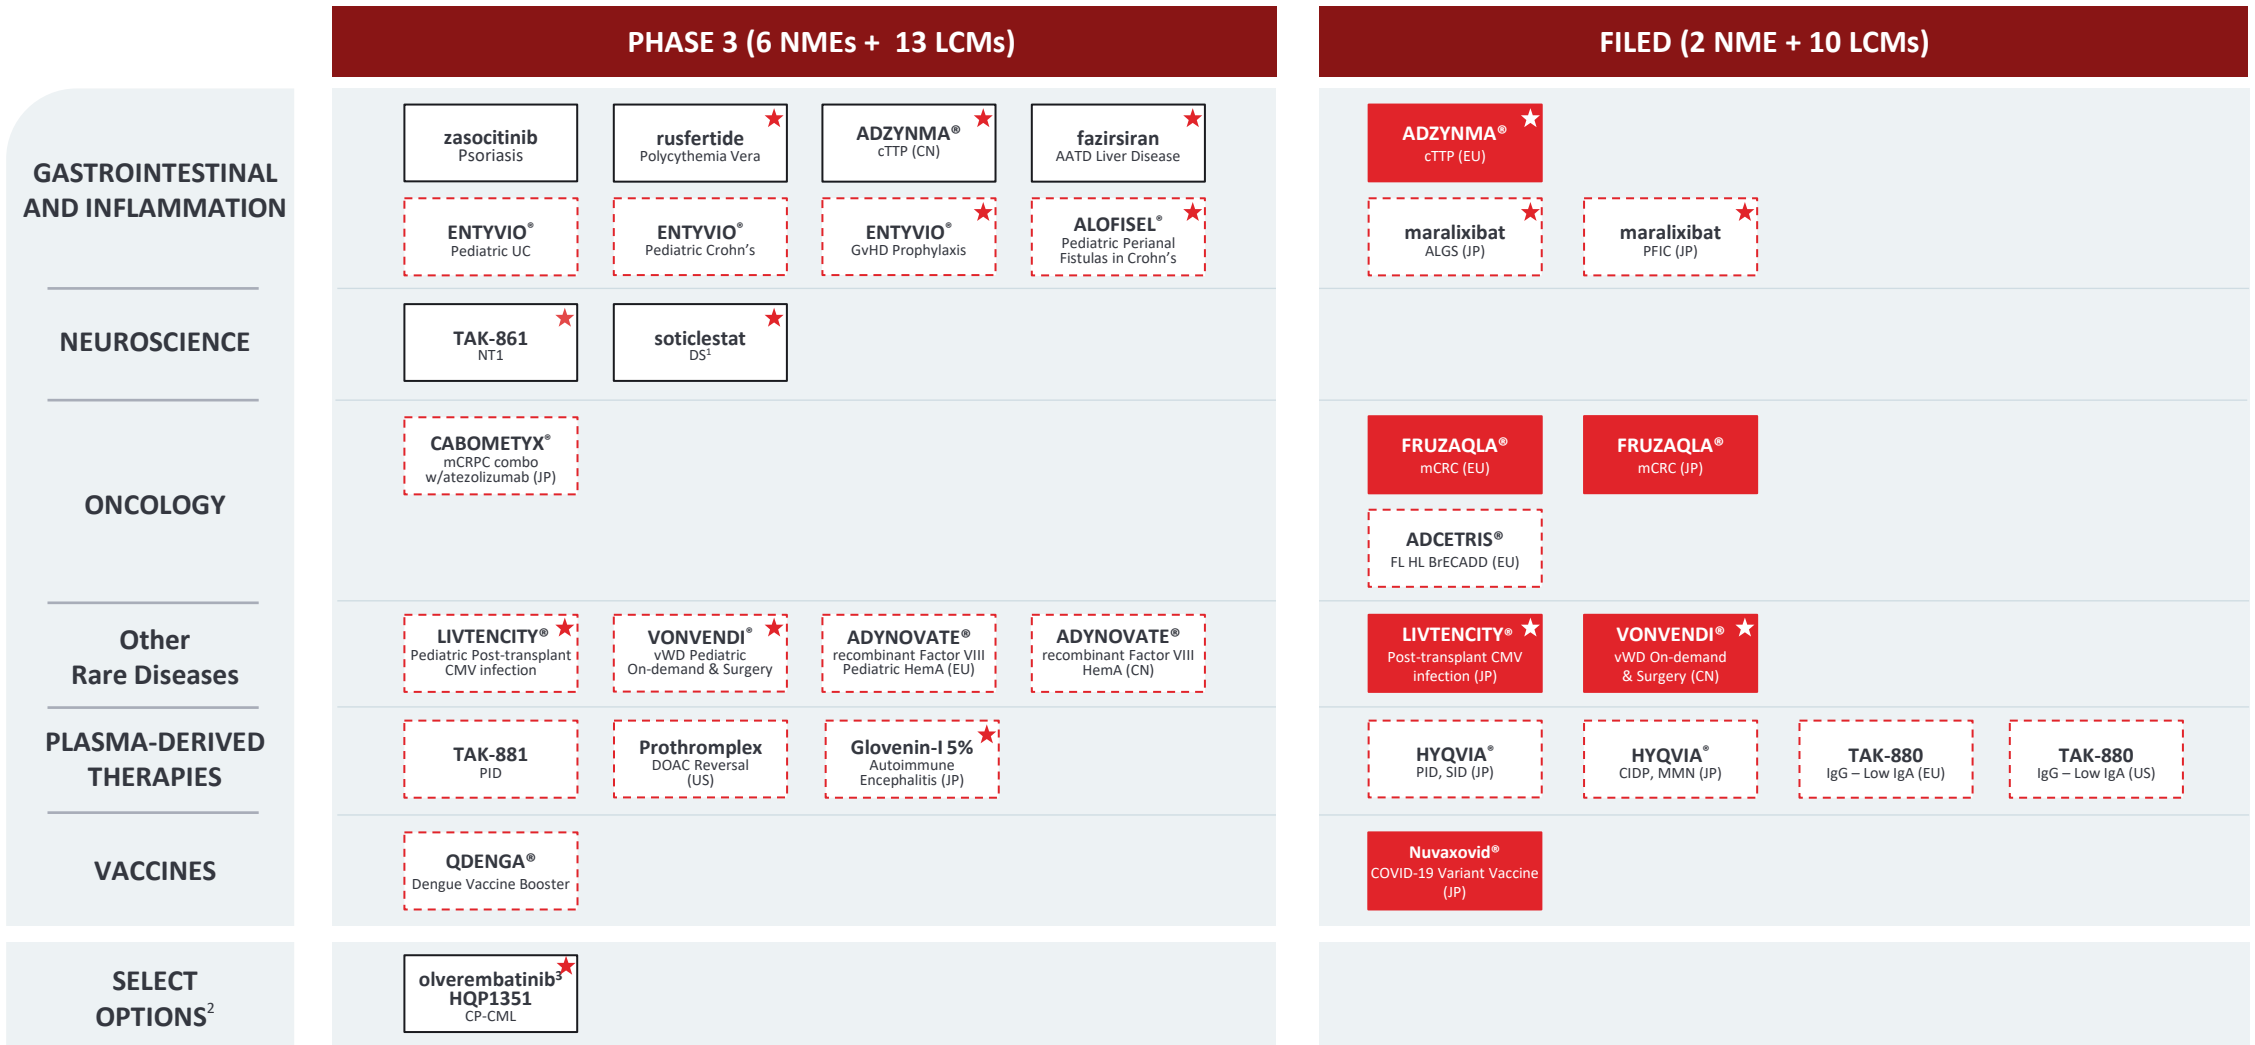 PHASE 3 (6 NMEs + 13 LCMs)
FILED (2 NME + 10 LCMs)
GASTROINTESTINAL
AND INFLAMMATION
zasocitinib
Psoriasis
rusfertide
Polycythemia Vera
ADZYNMA®
cTTP (CN)
fazirsiran
AATD Liver Disease
ENTYVIO®
Pediatric UC
ENTYVIO®
Pediatric Crohn's
ENTYVIO®
GvHD Prophylaxis
ALOFISEL®
Pediatric Perianal
Fistulas in Crohn's
ADZYNMA®
cTTP (EU)
maralixibat
ALGS (JP)
maralixibat
PFIC (JP)
NEUROSCIENCE
TAK-861
NT1
soticlestat
DS¹
ONCOLOGY
CABOMETYX®
mCRPC combo
w/atezolizumab (JP)
FRUZAQLA®
mCRC (EU)
FRUZAQLA®
mCRC (JP)
ADCETRIS®
FL HL BrECADD (EU)
Other
Rare Diseases
LIVTENCITY®
Pediatric Post-transplant
CMV infection
VONVENDI®
vWD Pediatric
On-demand & Surgery
ADYNOVATE®
recombinant Factor VIII
Pediatric HemA (EU)
ADYNOVATE®
recombinant Factor VIII
HemA (CN)
LIVTENCITY®
Post-transplant CMV
infection (JP)
VONVENDI®
vWD On-demand
& Surgery (CN)
PLASMA-DERIVED
THERAPIES
TAK-881
PID
Prothromplex
DOAC Reversal
(US)
Glovenin-I 5%
Autoimmune
Encephalitis (JP)
HYQVIA®
PID, SID (JP)
HYQVIA®
CIDP, MMN (JP)
TAK-880
IgG – Low IgA (EU)
TAK-880
IgG – Low IgA (US)
VACCINES
QDENGA®
Dengue Vaccine Booster
Nuvaxovid®
COVID-19 Variant Vaccine
(JP)
SELECT
OPTIONS²
olverembatinib³
HQP1351
CP-CML